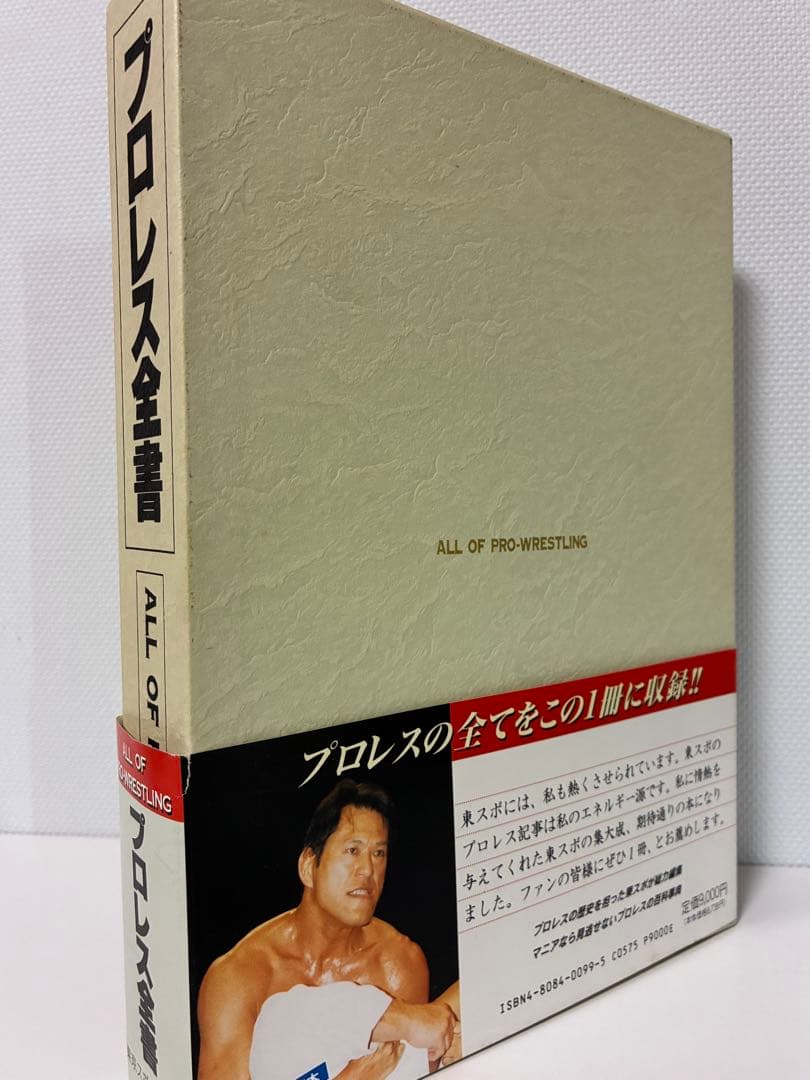 プロレス全書
ALL OF
ALL OF PRO-WRESTLING
ALL OF
PRO-WRESTLING
プロレス全書
プロレスの全てをこの1冊に収録!!
東スポには、私も熱くさせられています。東スポの
プロレス記事は私のエネルギー源です。私に情熱を
与えてくれた東スポの集大成、期待通りの本になり
ました。ファンの皆様にぜひ1冊、とお薦めします。
プロレスの歴史を担った東スポが総力編集
マニアなら見逃せないプロレスの百科事典
定価9,000円
ISBN4-8084-0099-5 C0575 P9000E